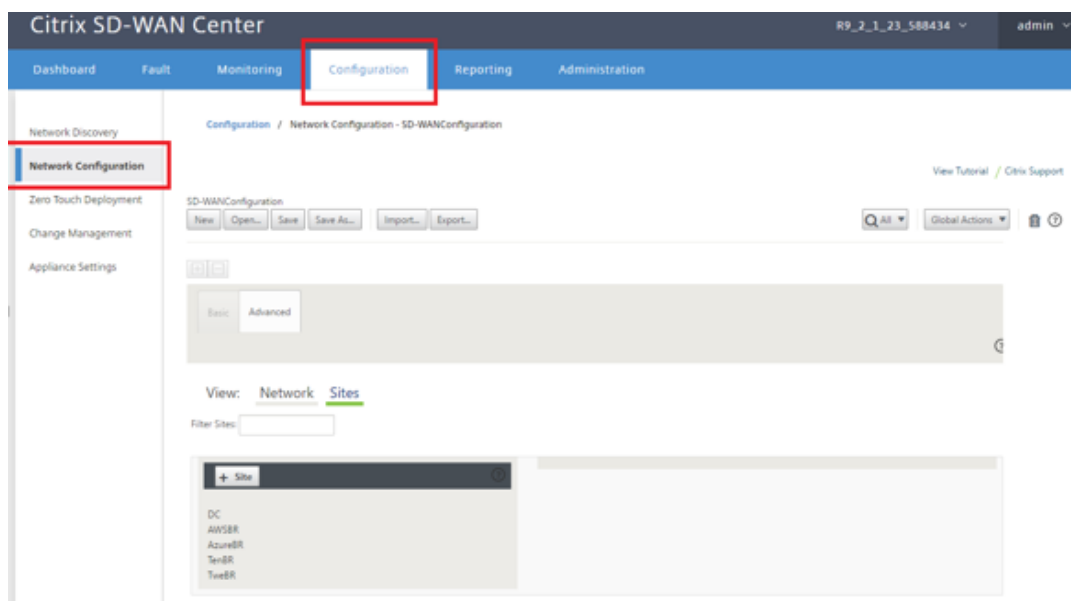 Citrix SD-WAN Center R9_2_1_23_588434 admin
Dashboard Fault Monitoring Configuration Reporting Administration
Configuration / Network Configuration - SD-WANConfiguration
Network Discovery
Network Configuration
Zero Touch Deployment
Change Management
Appliance Settings
View Tutorial / Citrix Support
SD-WANConfiguration
New Open... Save Save As... Import... Export... All Global Actions
Basic Advanced
View: Network Sites
Filter Sites:
+ Site
DC
AWSBR
AzureBR
TenBR
TweBR